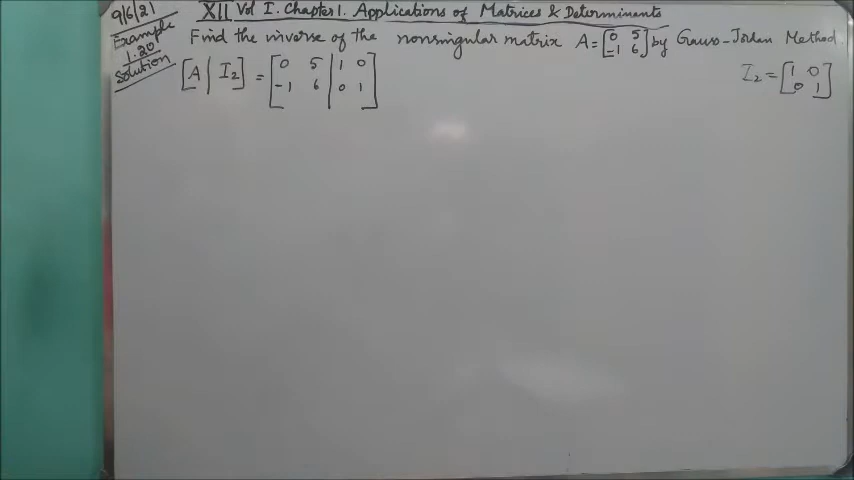 9/6/21
XII Vol I. Chapter 1. Applications of Matrices & Determinants
Example 1.20
Find the inverse of the nonsingular matrix A = [0 5 -1 6] by Gauss-Jordan Method.
Solution
[A | I2] = [0 5 | 1 0
-1 6 | 0 1]
I2 = [1 0
0 1]